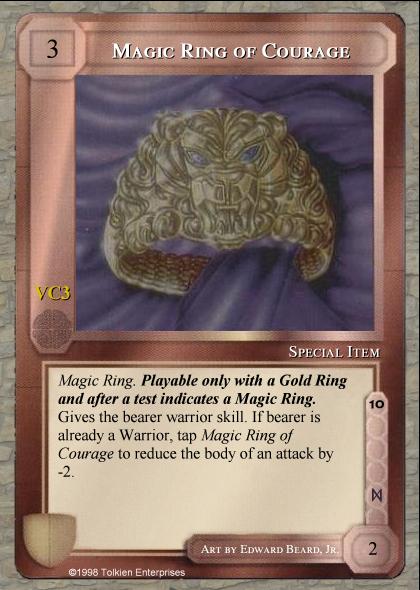 3
MAGIC RING OF COURAGE
VC3
SPECIAL ITEM
Magic Ring. Playable only with a Gold Ring
and after a test indicates a Magic Ring.
Gives the bearer warrior skill. If bearer is
already a Warrior, tap Magic Ring of
Courage to reduce the body of an attack by
-2.
10
ART BY EDWARD BEARD, JR.
2
©1998 Tolkien Enterprises